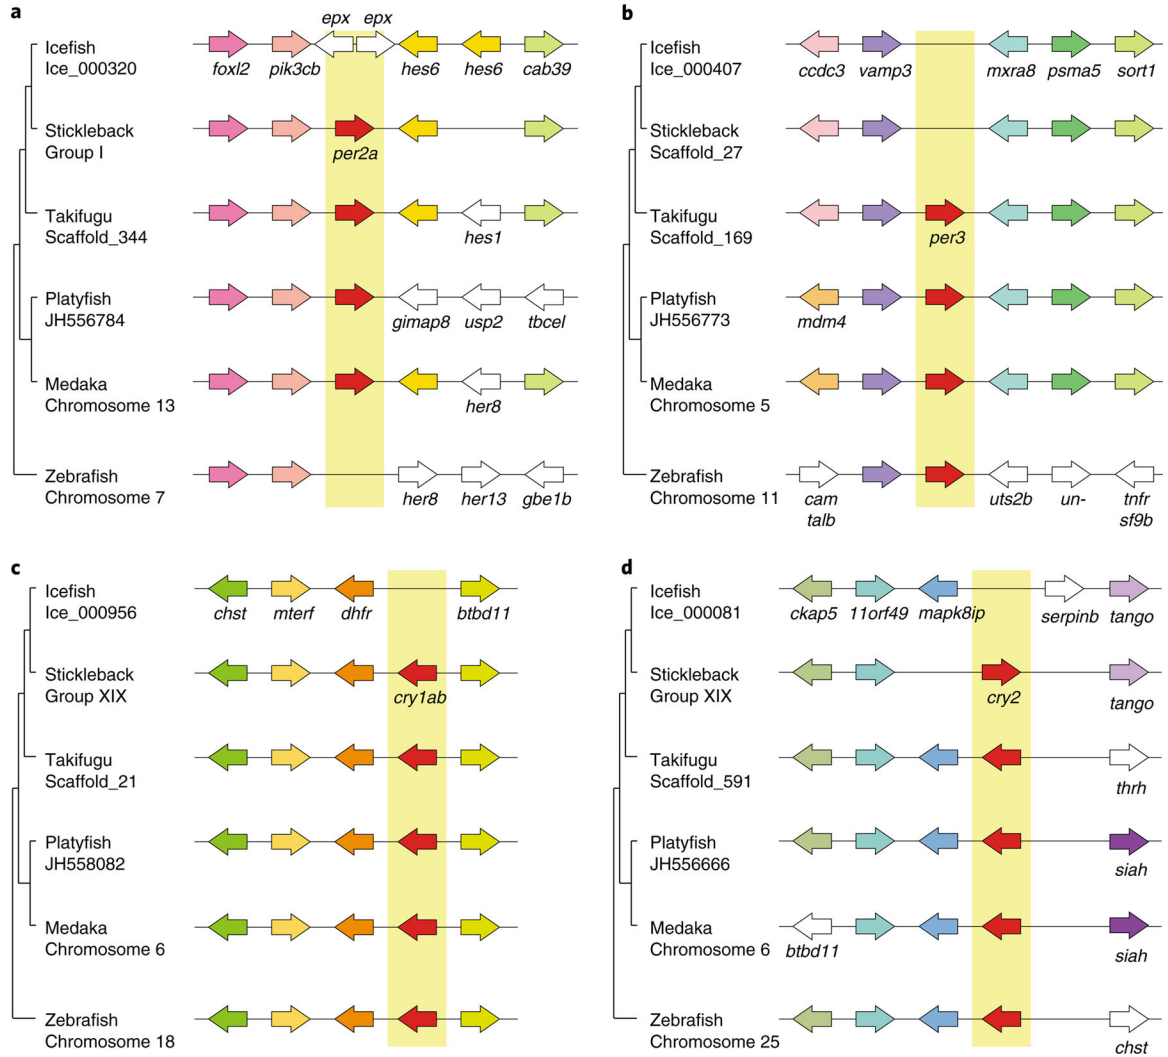 a
epx epx
Icefish
Ice_000320
foxl2 pik3cb hes6 hes6 cab39
Stickleback
Group I
per2a
Takifugu
Scaffold_344
hes1
Platyfish
JH556784
gimap8 usp2 tbcel
Medaka
Chromosome 13
her8
Zebrafish
Chromosome 7
her8 her13 gbe1b
b
Icefish
Ice_000407
ccdc3 vamp3 mxra8 psma5 sort1
Stickleback
Scaffold_27
Takifugu
Scaffold_169
per3
Platyfish
JH556773
mdm4
Medaka
Chromosome 5
Zebrafish
Chromosome 11
cam uts2b un- tnfr
talb sf9b
c
Icefish
Ice_000956
chst mterf dhfr btbd11
Stickleback
Group XIX
cry1ab
Takifugu
Scaffold_21
Platyfish
JH558082
Medaka
Chromosome 6
Zebrafish
Chromosome 18
d
Icefish
Ice_000081
ckap5 11orf49 mapk8ip serpinb tango
Stickleback
Group XIX
cry2 tango
Takifugu
Scaffold_591
thrh
Platyfish
JH556666
siah
Medaka
Chromosome 6
btbd11 siah
Zebrafish
Chromosome 25
chst